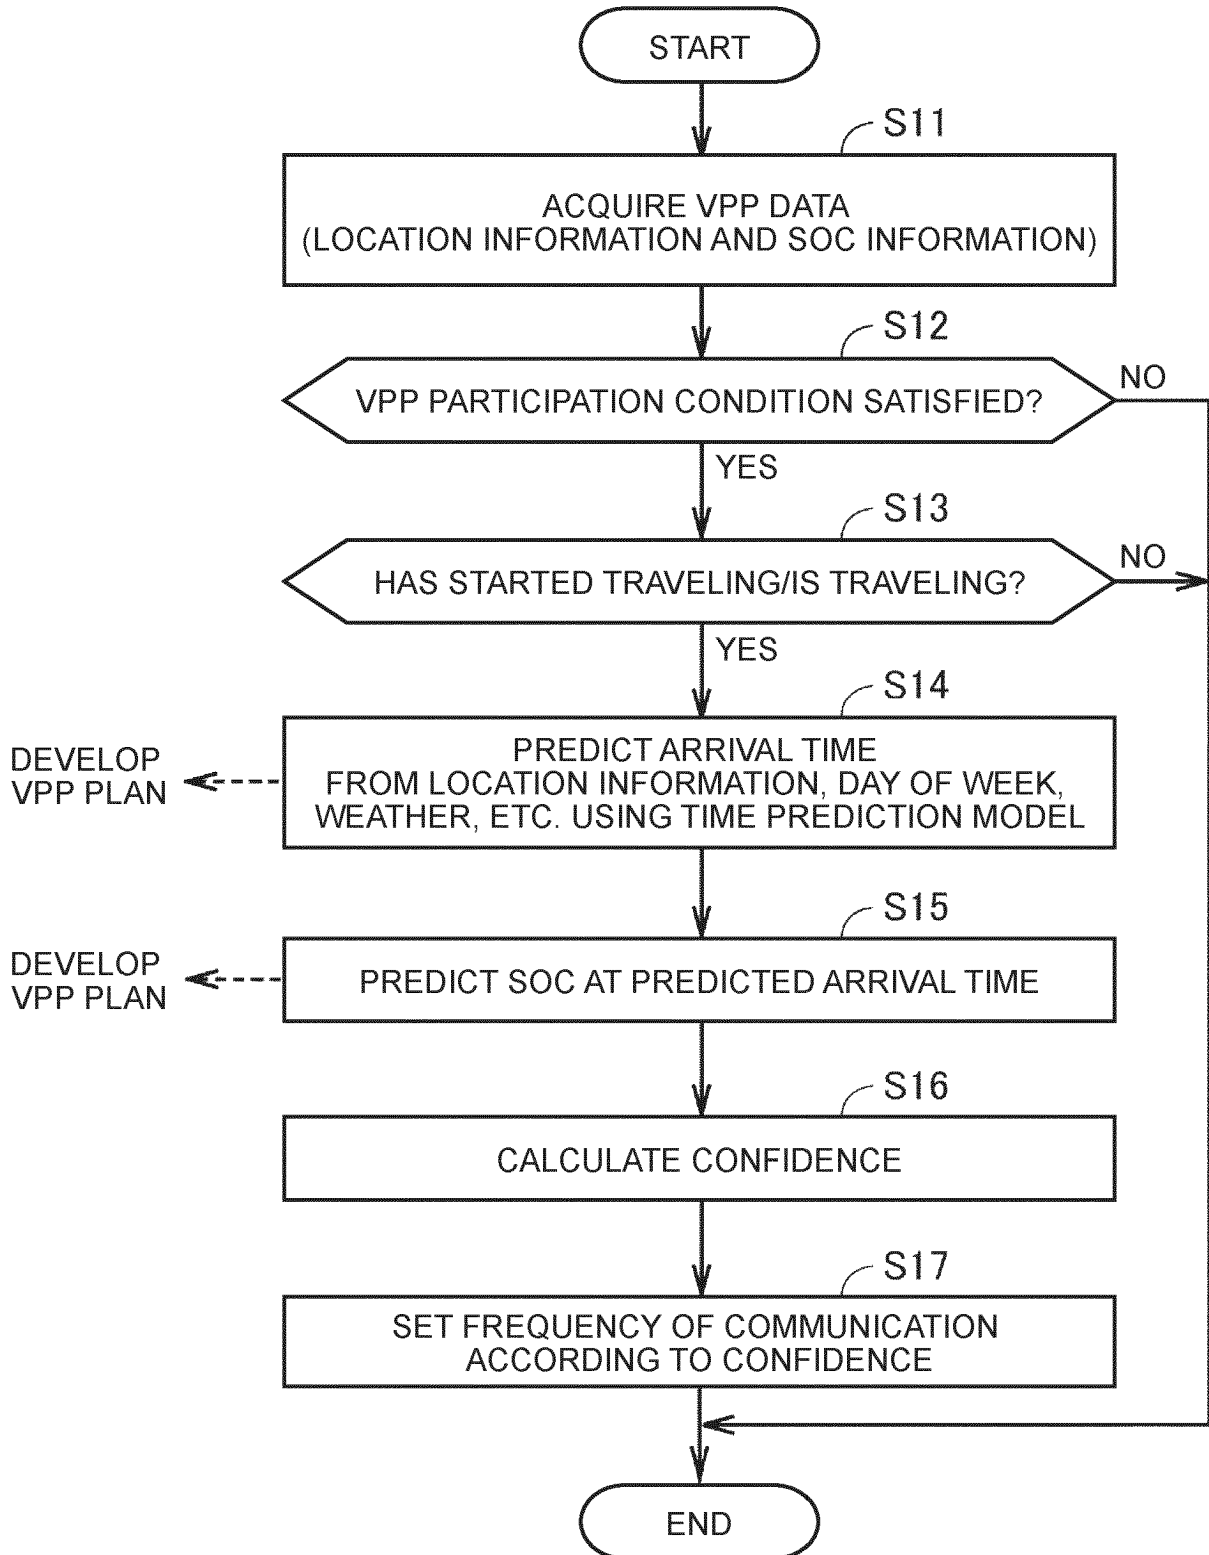 START
S11
ACQUIRE VPP DATA
(LOCATION INFORMATION AND SOC INFORMATION)
S12
VPP PARTICIPATION CONDITION SATISFIED?
NO
YES
S13
HAS STARTED TRAVELING/IS TRAVELING?
NO
YES
S14
PREDICT ARRIVAL TIME
FROM LOCATION INFORMATION, DAY OF WEEK,
WEATHER, ETC. USING TIME PREDICTION MODEL
DEVELOP
VPP PLAN
S15
PREDICT SOC AT PREDICTED ARRIVAL TIME
DEVELOP
VPP PLAN
S16
CALCULATE CONFIDENCE
S17
SET FREQUENCY OF COMMUNICATION
ACCORDING TO CONFIDENCE
END